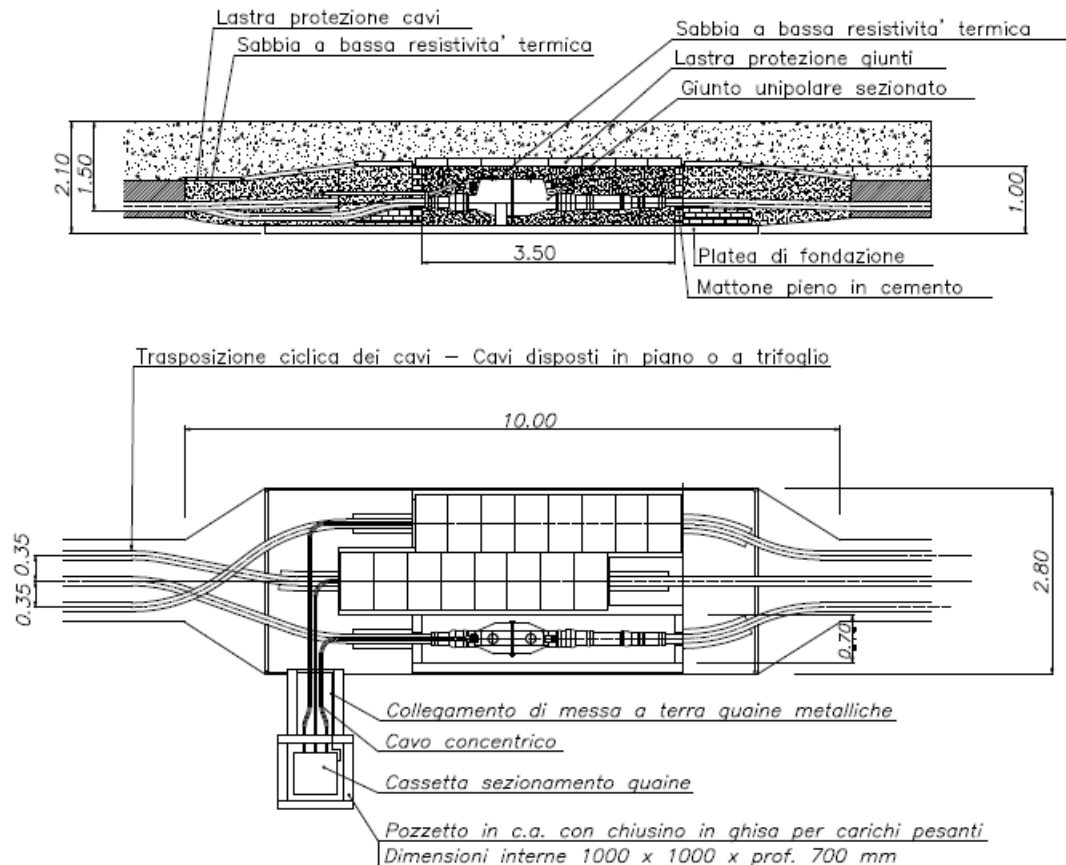 Lastra protezione cavi
Sabbia a bassa resistivita' termica
Sabbia a bassa resistivita' termica
Lastra protezione giunti
Giunto unipolare sezionato
2.10
1.50
1.00
3.50
Platea di fondazione
Mattone pieno in cemento
Trasposizione ciclica dei cavi – Cavi disposti in piano o a trifoglio
10.00
0.35
0.35
2.80
0.70
Collegamento di messa a terra guaine metalliche
Cavo concentrico
Cassetta sezionamento guaine
Pozzetto in c.a. con chiusino in ghisa per carichi pesanti
Dimensioni interne 1000 x 1000 x prof. 700 mm